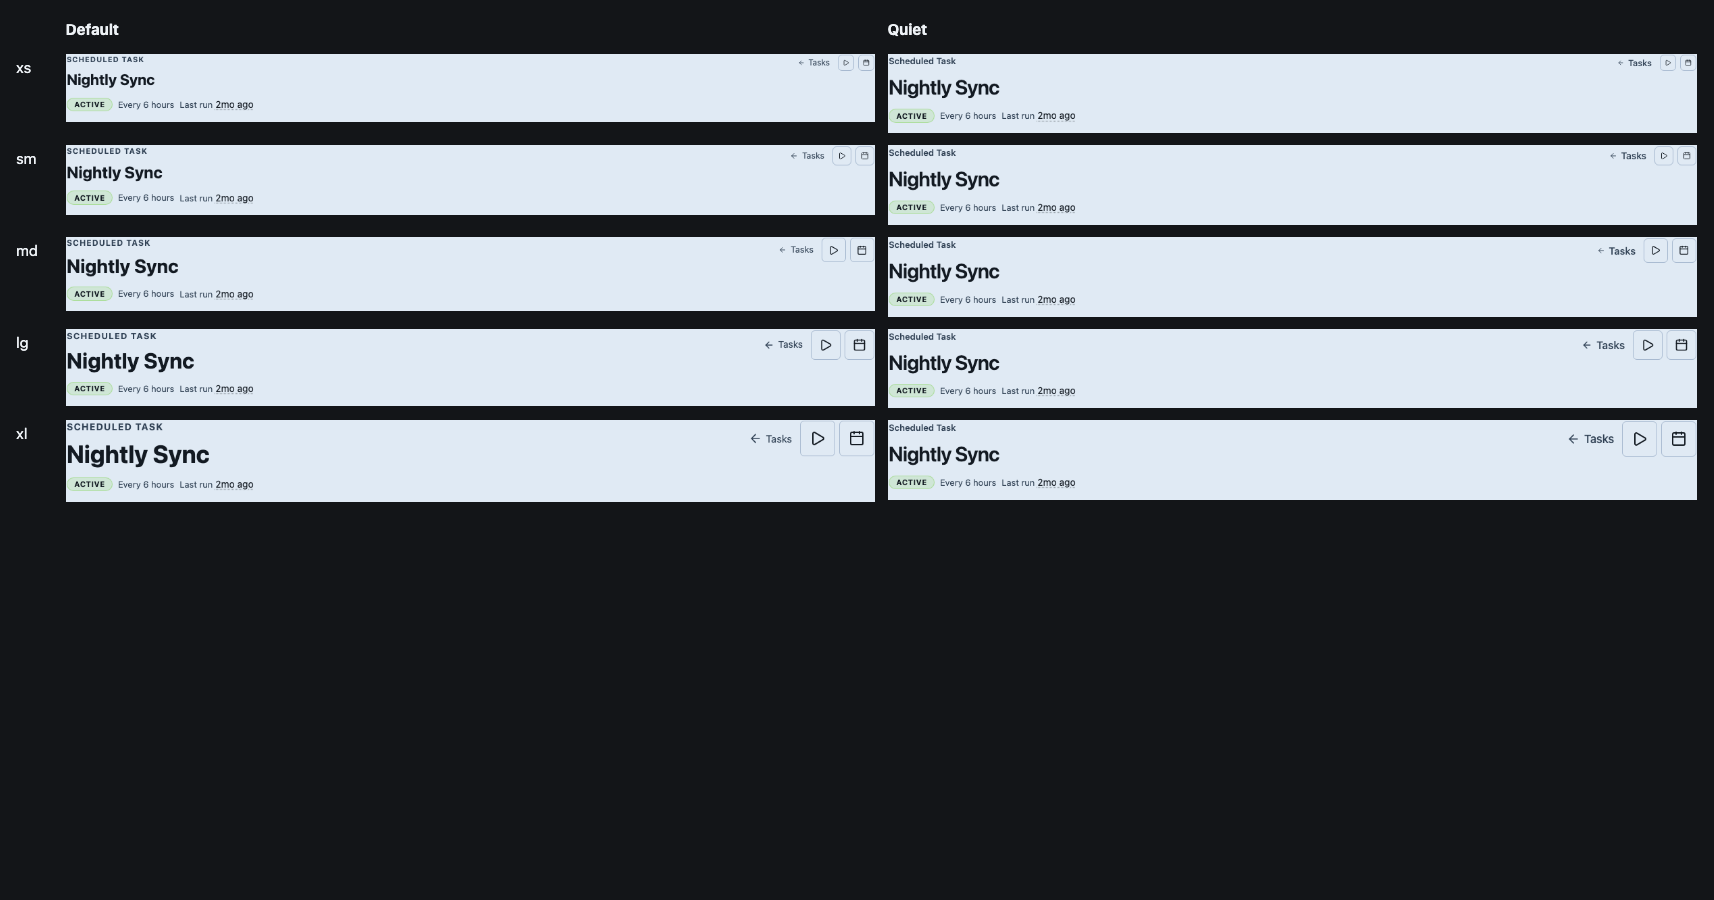 Default Quiet
xs
SCHEDULED TASK
Nightly Sync
ACTIVE Every 6 hours Last run 2mo ago
← Tasks
Scheduled Task
Nightly Sync
ACTIVE Every 6 hours Last run 2mo ago
← Tasks
sm
SCHEDULED TASK
Nightly Sync
ACTIVE Every 6 hours Last run 2mo ago
← Tasks
Scheduled Task
Nightly Sync
ACTIVE Every 6 hours Last run 2mo ago
← Tasks
md
SCHEDULED TASK
Nightly Sync
ACTIVE Every 6 hours Last run 2mo ago
← Tasks
Scheduled Task
Nightly Sync
ACTIVE Every 6 hours Last run 2mo ago
← Tasks
lg
SCHEDULED TASK
Nightly Sync
ACTIVE Every 6 hours Last run 2mo ago
← Tasks
Scheduled Task
Nightly Sync
ACTIVE Every 6 hours Last run 2mo ago
← Tasks
xl
SCHEDULED TASK
Nightly Sync
ACTIVE Every 6 hours Last run 2mo ago
← Tasks
Scheduled Task
Nightly Sync
ACTIVE Every 6 hours Last run 2mo ago
← Tasks